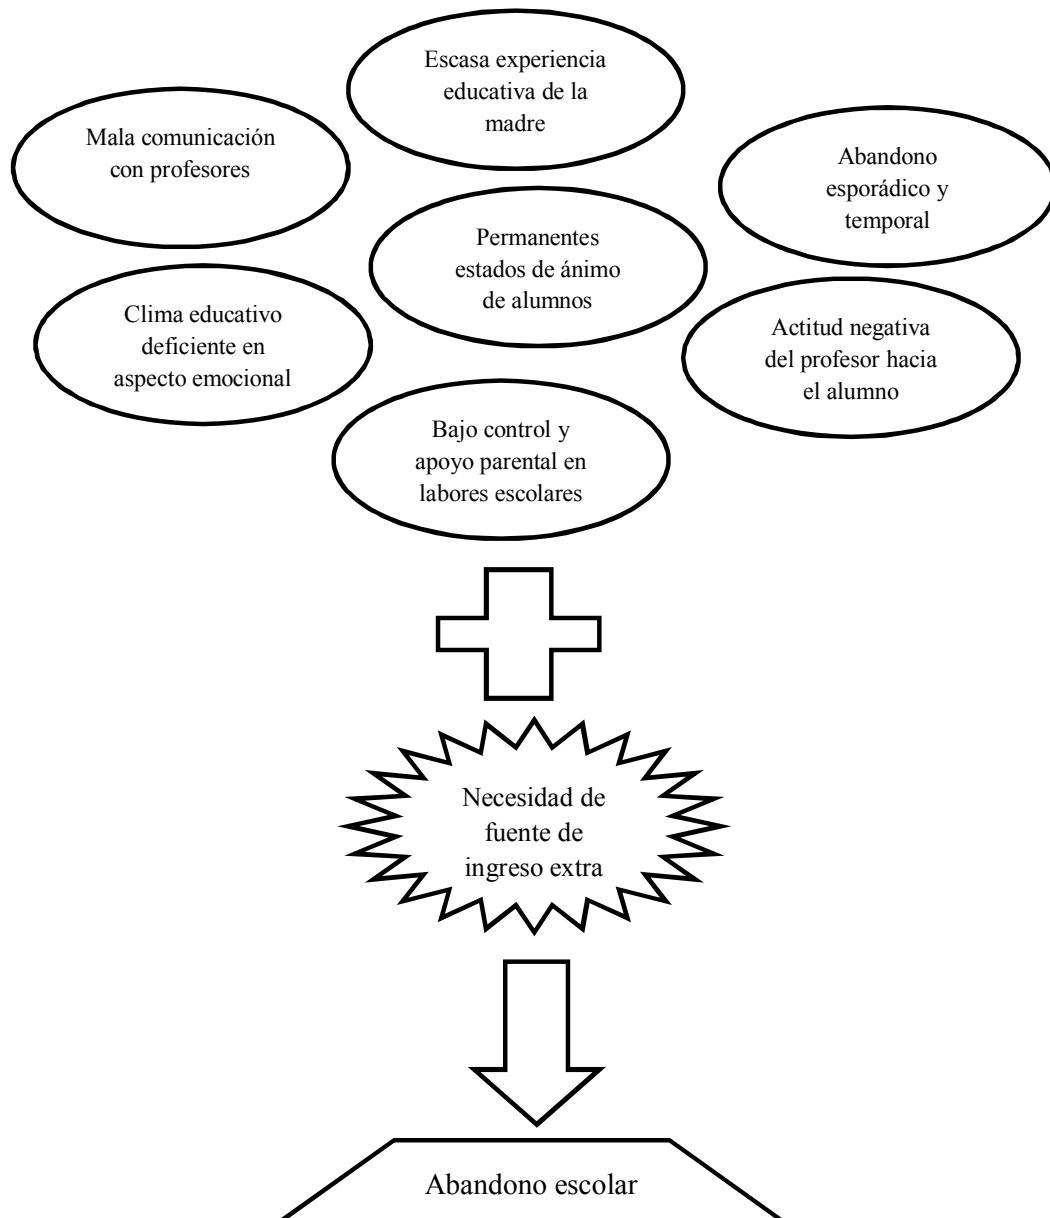 Escasa experiencia
educativa de la
madre
Mala comunicación
con profesores
Abandono
esporádico y
temporal
Permanentes
estados de ánimo
de alumnos
Clima educativo
deficiente en
aspecto emocional
Actitud negativa
del profesor hacia
el alumno
Bajo control y
apoyo parental en
labores escolares
Necesidad de
fuente de
ingreso extra
Abandono escolar